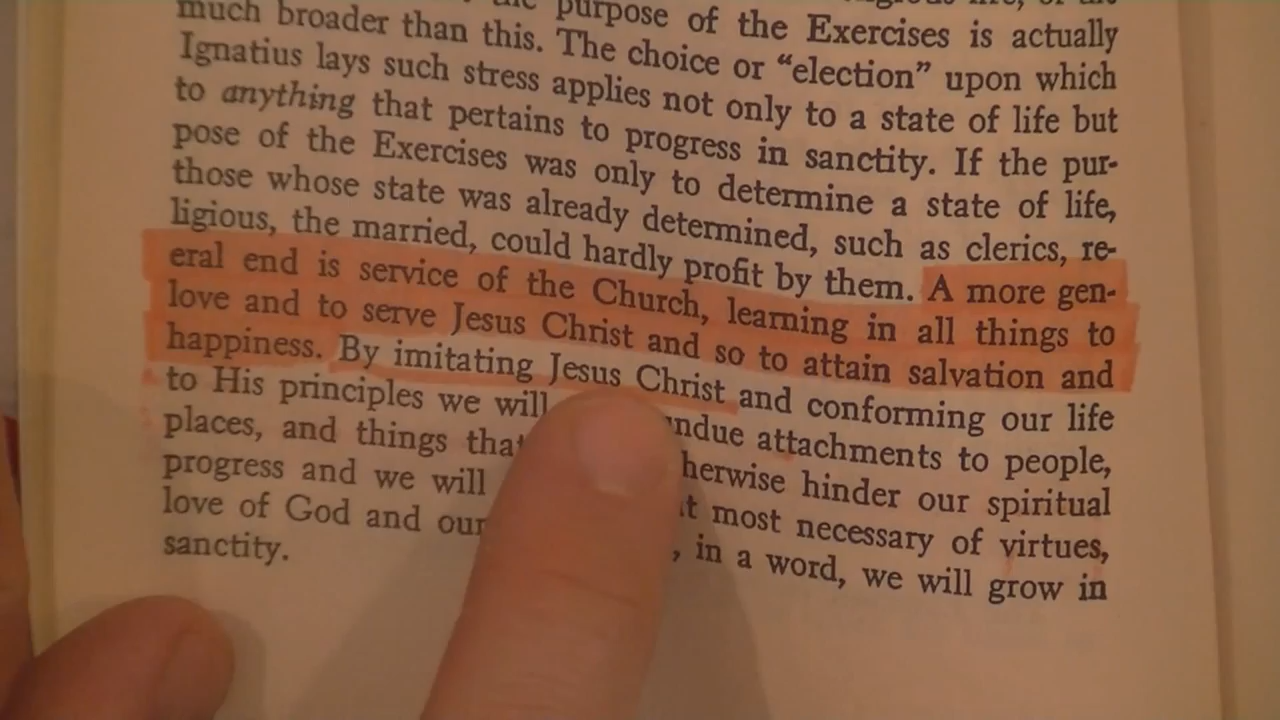 purpose of the Exercises is actually
much broader than this. The choice or “election” upon which
Ignatius lays such stress applies not only to a state of life but
to anything that pertains to progress in sanctity. If the pur-
pose of the Exercises was only to determine a state of life,
those whose state was already determined, such as clerics, re-
ligious, the married, could hardly profit by them. A more gen-
eral end is service of the Church, learning in all things to
love and to serve Jesus Christ and so to attain salvation and
happiness. By imitating Jesus Christ and conforming our life
to His principles we will attachments to people,
places, and things hinder our spiritual
progress and we will most necessary of virtues,
love of God and our , in a word, we will grow in
sanctity.